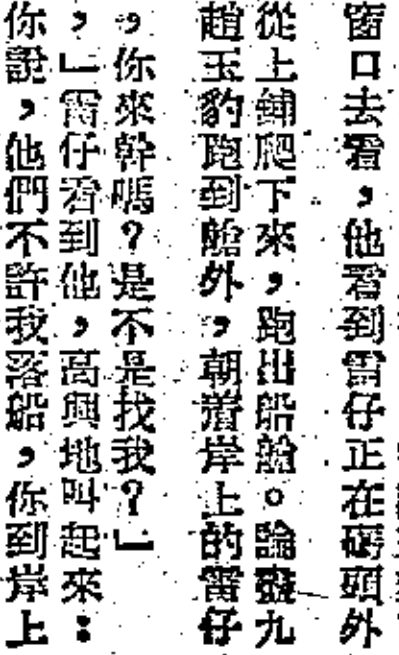 窗口去看，他看到雷仔正在碼頭外
從上鋪爬下來，跑出船艙。九
趙玉豹跑到艙外，朝着岸上的雷仔
，你來幹嗎？是不是找我？」
，」雷仔看到他，高興地叫起來：
你說，他們不許我落船，你到岸上